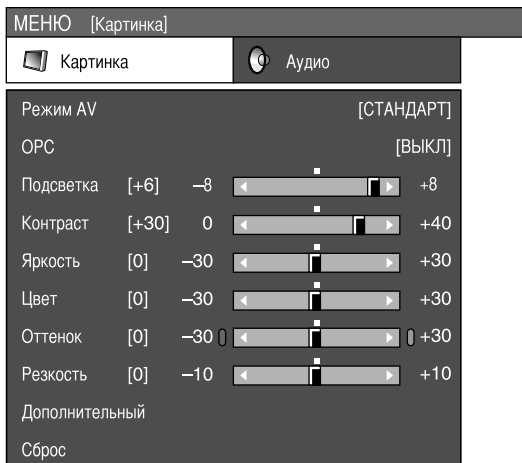 МЕНЮ [Картинка]
Картинка Аудио
Режим AV [СТАНДАРТ]
OPC [ВЫКЛ]
Подсветка [+6] –8 +8
Контраст [+30] 0 +40
Яркость [0] –30 +30
Цвет [0] –30 +30
Оттенок [0] –30 +30
Резкость [0] –10 +10
Дополнительный
Сброс